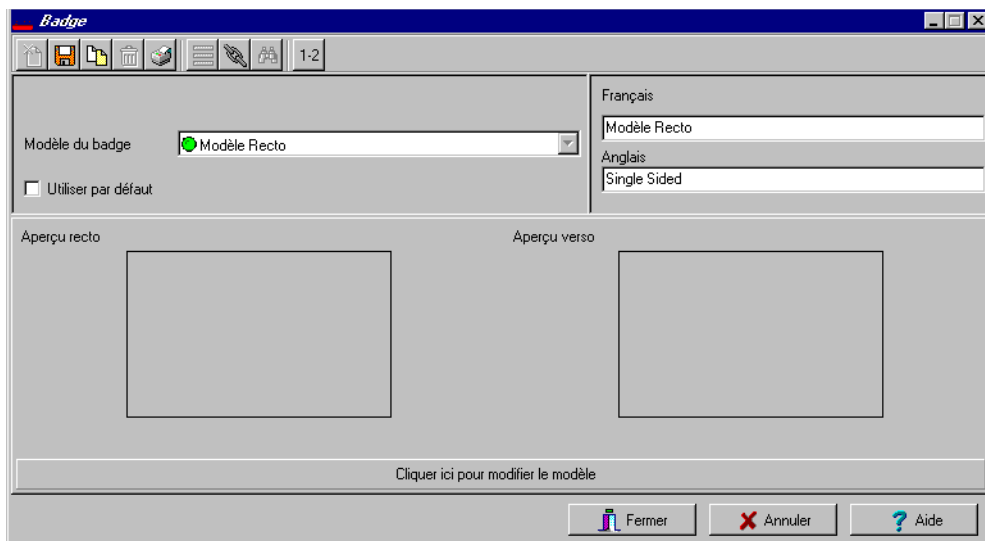 Badge
1-2
Français
Modèle Recto
Modèle du badge
Modèle Recto
Anglais
Single Sided
Utiliser par défaut
Aperçu recto
Aperçu verso
Cliquer ici pour modifier le modèle
Fermer
Annuler
Aide